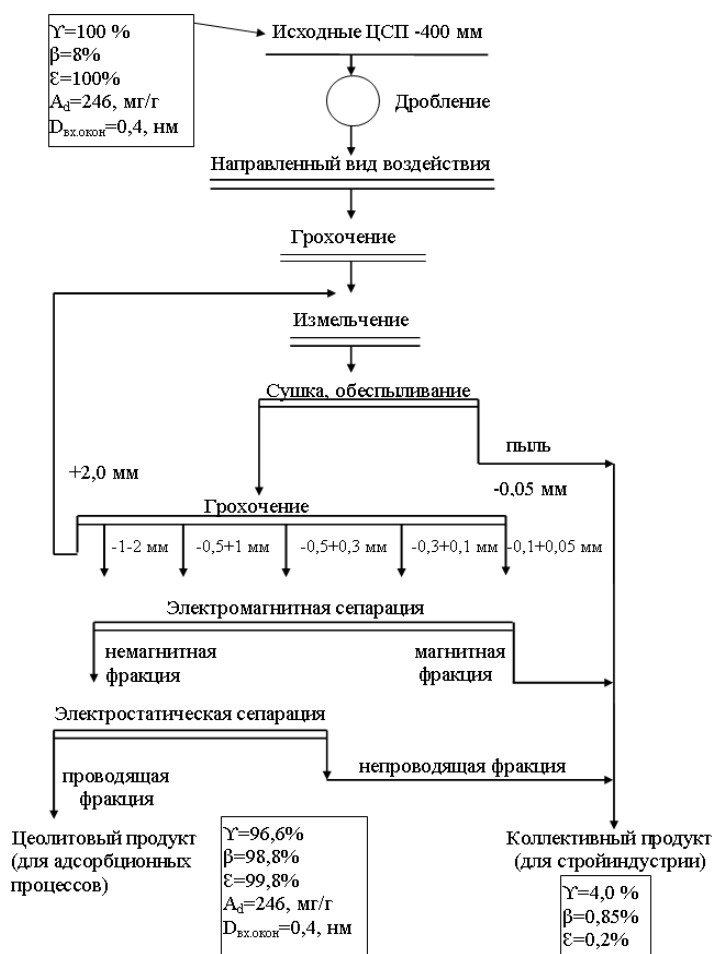 ϒ=100 %
β=8%
Ɛ=100%
Ad=246, мг/г
Dвх.окон=0,4, нм
Исходные ЦСП -400 мм
Дробление
Направленный вид воздействия
Грохочение
Измельчение
Сушка, обеспыливание
пыль
-0,05 мм
+2,0 мм
Грохочение
-1-2 мм
-0,5+1 мм
-0,5+0,3 мм
-0,3+0,1 мм
-0,1+0,05 мм
Электромагнитная сепарация
немагнитная
фракция
магнитная
фракция
Электростатическая сепарация
проводящая
фракция
непроводящая фракция
Цеолитовый продукт
(для адсорбционных
процессов)
ϒ=96,6%
β=98,8%
Ɛ=99,8%
Ad=246, мг/г
Dвх.окон=0,4, нм
Коллективный продукт
(для стройиндустрии)
ϒ=4,0 %
β=0,85%
Ɛ=0,2%